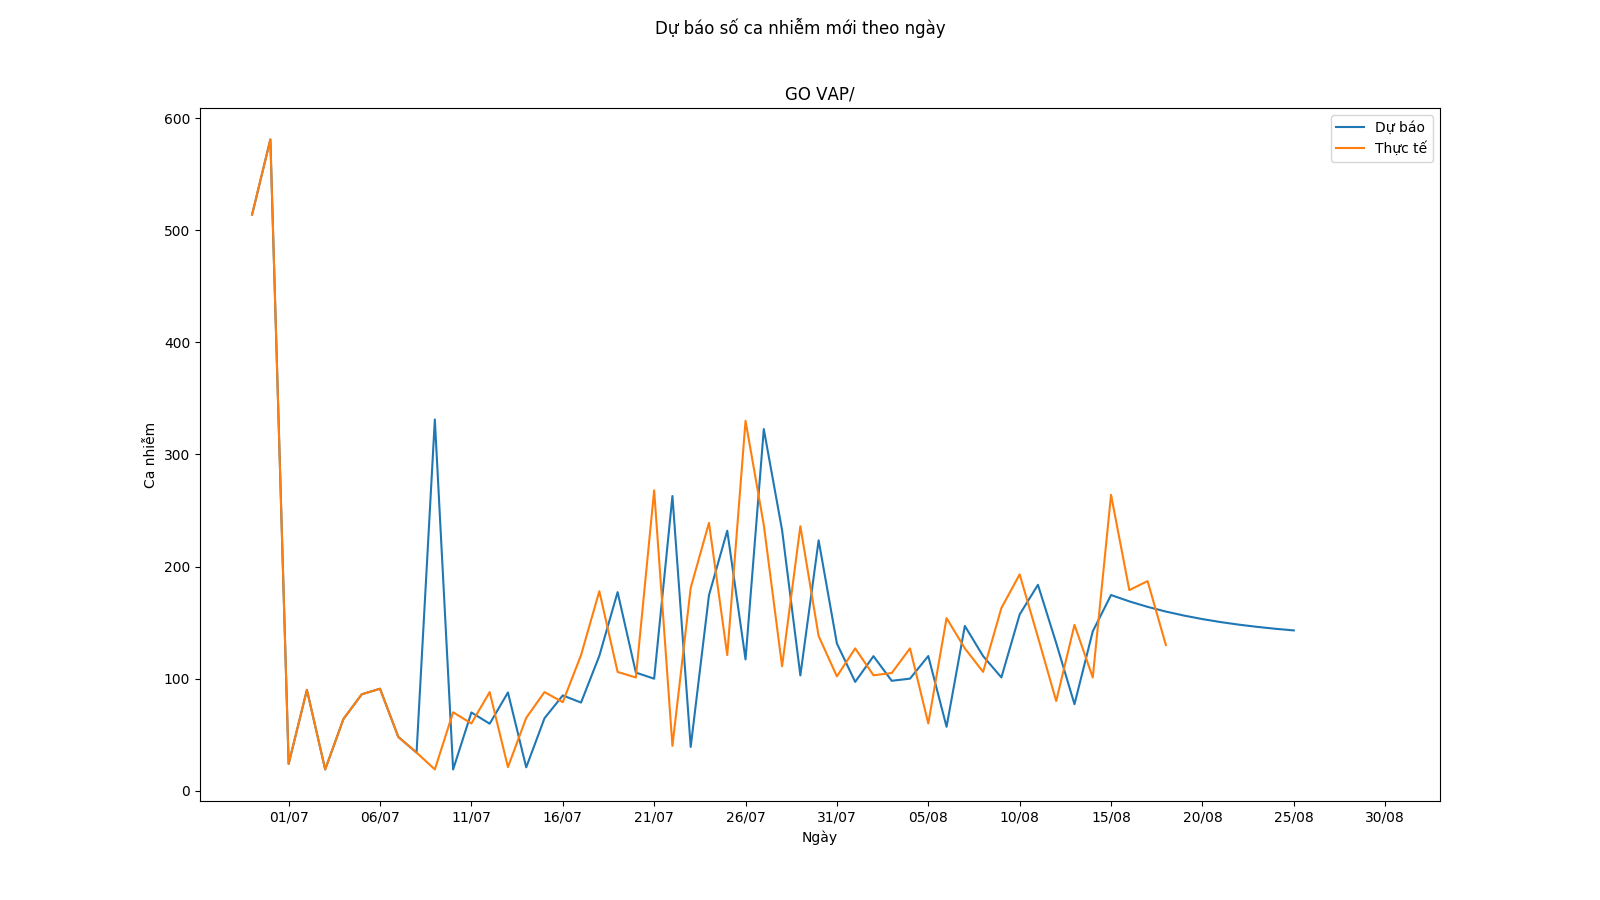 Dự báo số ca nhiễm mới theo ngày
GO VAP/
600
500
400
300
200
100
0
Ca nhiễm
Dự báo
Thực tế
01/07 06/07 11/07 16/07 21/07 26/07 31/07 05/08 10/08 15/08 20/08 25/08 30/08
Ngày